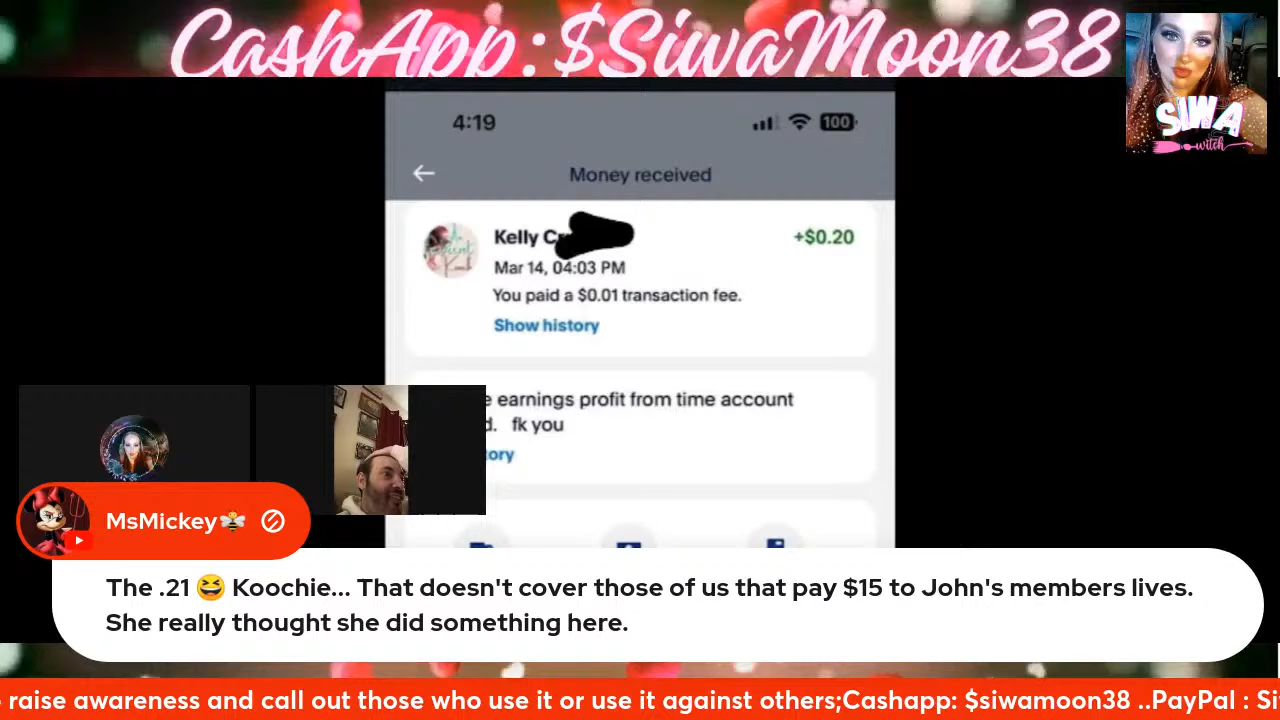 CashApp: $SiwaMoon38
SIWA
witch
4:19
100
Money received
Kelly C
+$0.20
Mar 14, 04:03 PM
You paid a $0.01 transaction fee.
Show history
e earnings profit from time account
d. fk you
ory
MsMickey🐝
The .21 😆 Koochie... That doesn't cover those of us that pay $15 to John's members lives.
She really thought she did something here.
raise awareness and call out those who use it or use it against others;Cashapp: $siwamoon38 ..PayPal : Si